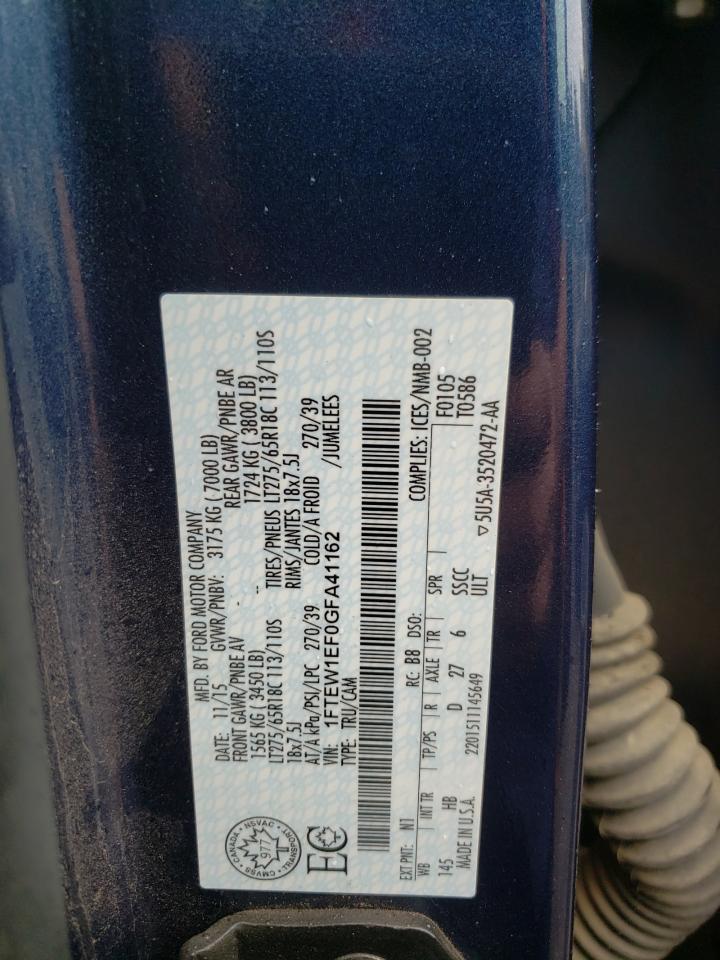 MFD. BY FORD MOTOR COMPANY
DATE: 11/15 GVWR/PNBV: 3175 KG ( 7000 LB)
FRONT GAWR/PNBE AV REAR GAWR/PNBE AR
1565 KG ( 3450 LB) 1724 KG ( 3800 LB)
LT275/65R18C 113/110S TIRES/PNEUS LT275/65R18C 113/110S
18x7.5J RIMS/JANTES 18x7.5J
AT/A kPa/PSI/LPC 270/39 COLD/A FROID 270/39
VIN: 1FTEW1EF0GFA41162 /JUMELEES
TYPE: TRU/CAM
CANADA • NSVAC • TRANSPORT • CMVSS •
977
EC
COMPLIES: ICES/NMB-002
EXT PNT: N1 RC: B8 DSO: F0105
WB INT TR TP/PS R AXLE TR SPR T0586
145 HB D 27 6 SSCC
MADE IN U.S.A. 2201511145649 ULT ▽5U5A-3520472-AA